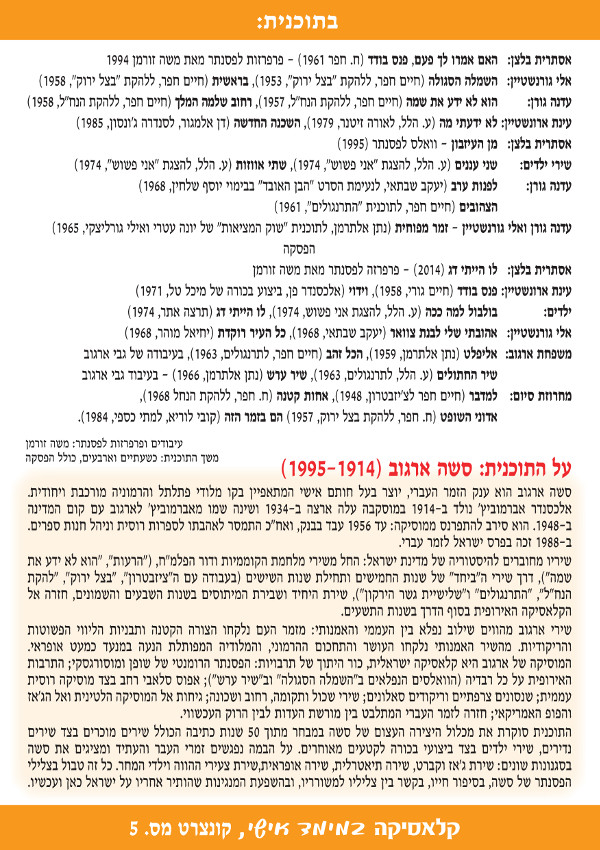 בתוכנית:
אסתרית בלצן: האם אמרו לך פעם, פנס בודד (ח. חפר 1961) – פרפרזות לפסנתר מאת משה זורמן 1994
אלי גורנשטיין: השמלה הסגולה (חיים חפר, ללהקת "בצל ירוק", 1953), בראשית (חיים חפר, ללהקת "בצל ירוק", 1958)
עדנה גורן: הוא לא ידע את שמה (חיים חפר, ללהקת הנח"ל, 1957), רחוב שלמה המלך (חיים חפר, ללהקת הנח"ל, 1958)
עינת ארונשטיין: לא ידעתי מה (ע. הלל, לאורה זיטנר, 1979), השכנה החדשה (דן אלמגור, לסנדרה ג'ונסון, 1985)
אסתרית בלצן: מן העיזבון – וואלס לפסנתר (1995)
שירי ילדים: שני ענבים (ע. הלל, להצגת "אני פשוש", 1974), שתי אווזות (ע. הלל, להצגת "אני פשוש", 1974)
עדנה גורן: לפנות ערב (יעקב שבתאי, לנעימת הסרט "הבן האובד" בבימוי יוסף שלחין, 1968)
הצהובים (חיים חפר, לתוכנית "התרנגולים", 1961)
עדנה גורן ואלי גורנשטיין – זמר מפוחית (נתן אלתרמן, לתוכנית "שוק המציאות" של יונה עטרי ואילי גורליצקי, 1965)
הפסקה
אסתרית בלצן: לו הייתי דג (2014) – פרפרזה לפסנתר מאת משה זורמן
עינת ארונשטיין: פנס בודד (חיים גורי, 1958), וידוי (אלכסנדר פן, ביצוע בכורה של מיכל טל, 1971)
ילדים: בולבול למה ככה (ע. הלל, להצגת אני פשוש, 1974), לו הייתי דג (תרצה אתר, 1974)
אלי גורנשטיין: אהובתי שלי לבנת צוואר (יעקב שבתאי, 1968), כל העיר רוקדת (יחיאל מוהר, 1968)
משפחת ארגוב: אליפלט (נתן אלתרמן, 1959), הכל זהב (חיים חפר, לתרנגולים, 1963), בעיבודה של גבי ארגוב
שיר החתולים (ע. הלל, לתרנגולים, 1963), שיר ערש (נתן אלתרמן, 1966) – בעיבוד גבי ארגוב
מחרוזת סיום: למדבר (חיים חפר לצ'יזבטרון, 1948), אחות קטנה (ח. חפר, ללהקת הנחל 1968),
אדוני השופט (ח. חפר, ללהקת בצל ירוק, 1957) הם בזמר הזה (קובי לוריא, למתי כספי, 1984).
עיבודים ופרפרזות לפסנתר: משה זורמן
משך התוכנית: כשעתיים וארבעים, כולל הפסקה
על התוכנית: סשה ארגוב (1914-1995)
סשה ארגוב הוא ענק הזמר העברי, יוצר בעל חותם אישי המתאפיין בקו מלודי פתלתל והרמוניה מורכבת ויחודית.
אלכסנדר אברמוביץ' נולד ב-1914 במוסקבה עלה ארצה ב-1934 ושינה שמו מאברמוביץ' לארגוב עם קום המדינה
ב-1948. הוא סירב להתפרנס ממוסיקה: עד 1956 עבד בבנק, ואח"כ התמסר לאהבתו לספרות רוסית וניהל חנות ספרים.
ב-1988 זכה בפרס ישראל לזמר עברי.
שיריו מחוברים להיסטוריה של מדינת ישראל: החל משירי מלחמת הקוממיות ודור הפלמ"ח, ("הרעות", "הוא לא ידע את
שמה"), דרך שירי ה"ביחד" של שנות החמישים ותחילת שנות השישים (בעבודה עם ה"ציזבטרון", "בצל ירוק", "להקת
הנח"ל", "התרנגולים" ו"שלישיית גשר הירקון"), שירת היחיד ושבירת המיתוסים בשנות השבעים והשמונים, חזרה אל
הקלאסיקה האירופית בסוף הדרך בשנות התשעים.
שירי ארגוב מהווים שילוב נפלא בין העממי והאמנותי: מזמר העם נלקחו הצורה הקטנה ותבניות הליווי הפשוטות
והריקודיות. מהשיר האמנותי נלקחו העושר והתחכום ההרמוני, והמלודיה המפותלת הנעה במנעד כמעט אופראי.
המוסיקה של ארגוב היא קלאסיקה ישראלית, כור היתוך של תרבויות: הפסנתר הרומנטי של שופן ומוסורגסקי; התרבות
האירופית על כל רבדיה (הוואלסים הנפלאים ב"השמלה הסגולה" וב"שיר ערש"); אפוס סלאבי רחב בצד מוסיקה רוסית
עממית; שנסונים צרפתיים וריקודים סאלונים; שירי שכול ותקומה, רחוב ושכונה; גיחות אל המוסיקה הלטינית ואל הג'אז
והפופ האמריקאי; חזרה לזמר העברי המתלבט בין מורשת העדות לבין הרוק העכשווי.
התוכנית סוקרת את מכלול היצירה העצום של סשה במבחר מתוך 50 שנות כתיבה הכולל שירים מוכרים בצד שירים
נדירים, שירי ילדים בצד ביצועי בכורה לקטעים מאוחרים. על הבמה נפגשים זמרי העבר והעתיד ומציגים את סשה
בסגנונות שונים: שירת ג'אז וקברט, שירה תיאטרלית, שירה אופראית,שירת צעירי ההווה וילדי המחר. כל זה טבול בצלילי
הפסנתר של סשה, בסיפור חייו, בקשר בין צליליו למשורריו, ובהשפעת המנגינות שהותיר אחריו על ישראל כאן ועכשיו.
קלאסיקה במימד אישי, קונצרט מס. 5